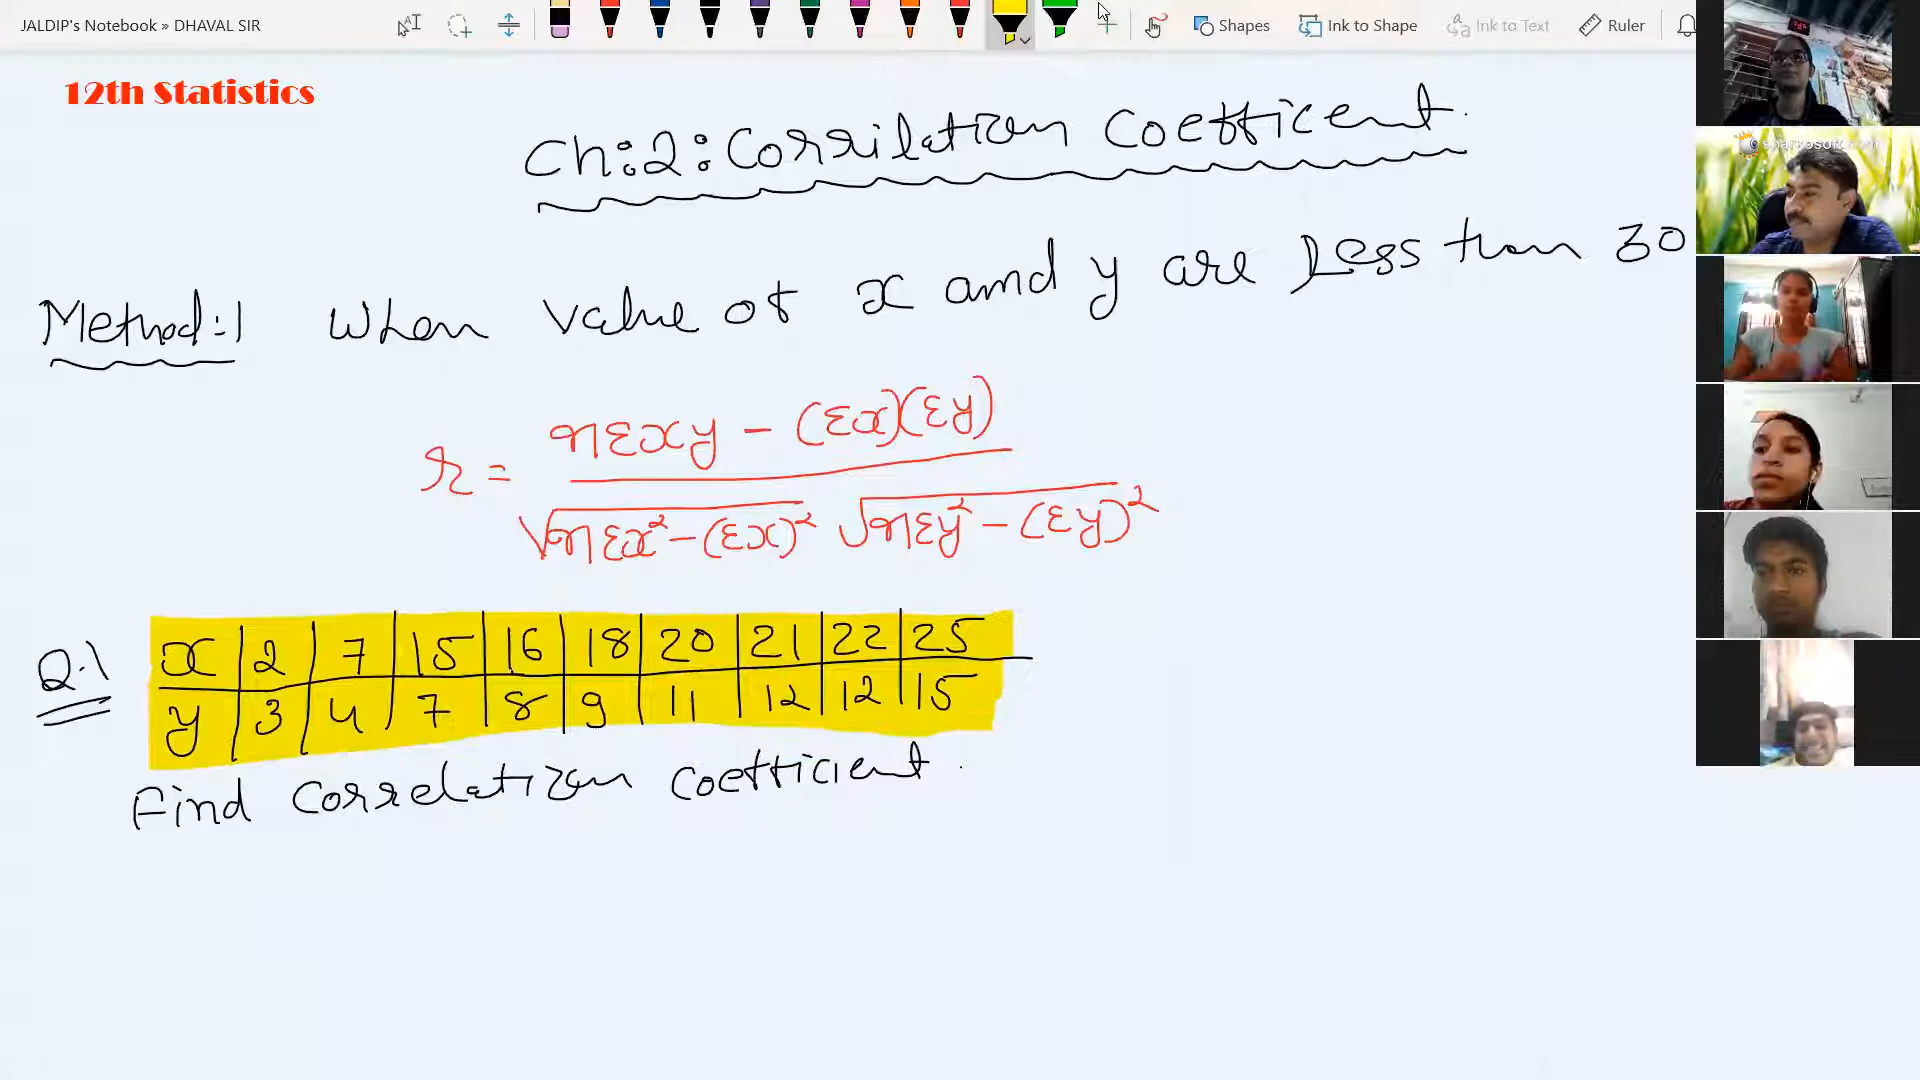 JALDIP's Notebook » DHAVAL SIR
Shapes
Ink to Shape
Ink to Text
Ruler
12th Statistics
Ch:2: Corrilation Coefficent.
Method:1 When value of x and y are Less than 30
r = nΣxy - (Σx)(Σy)
√nΣx² - (Σx)² √nΣy² - (Σy)²
Q.1
x 2 7 15 16 18 20 21 22 25
y 3 4 7 8 9 11 12 12 15
Find correlation coefficient.